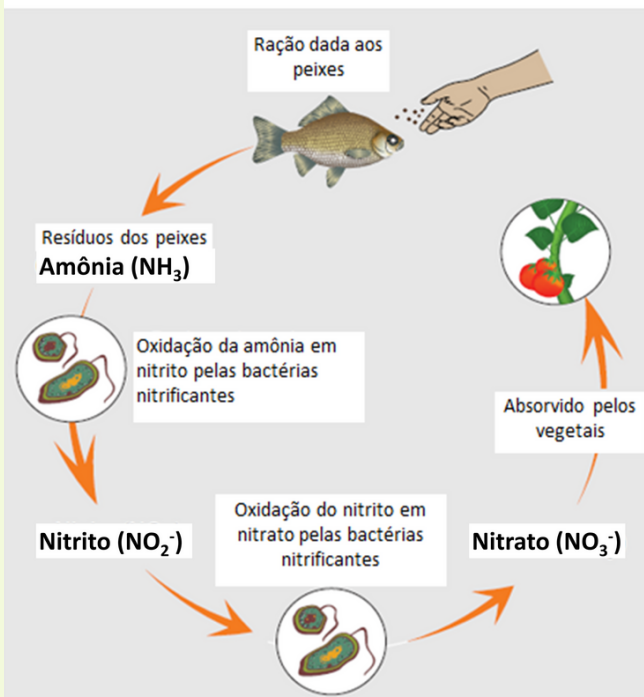 Ração dada aos
peixes
Resíduos dos peixes
Amônia (NH₃)
Oxidação da amônia em
nitrito pelas bactérias
nitrificantes
Absorvido pelos
vegetais
Oxidação do nitrito em
nitrato pelas bactérias
nitrificantes
Nitrito (NO₂⁻)
Nitrato (NO₃⁻)